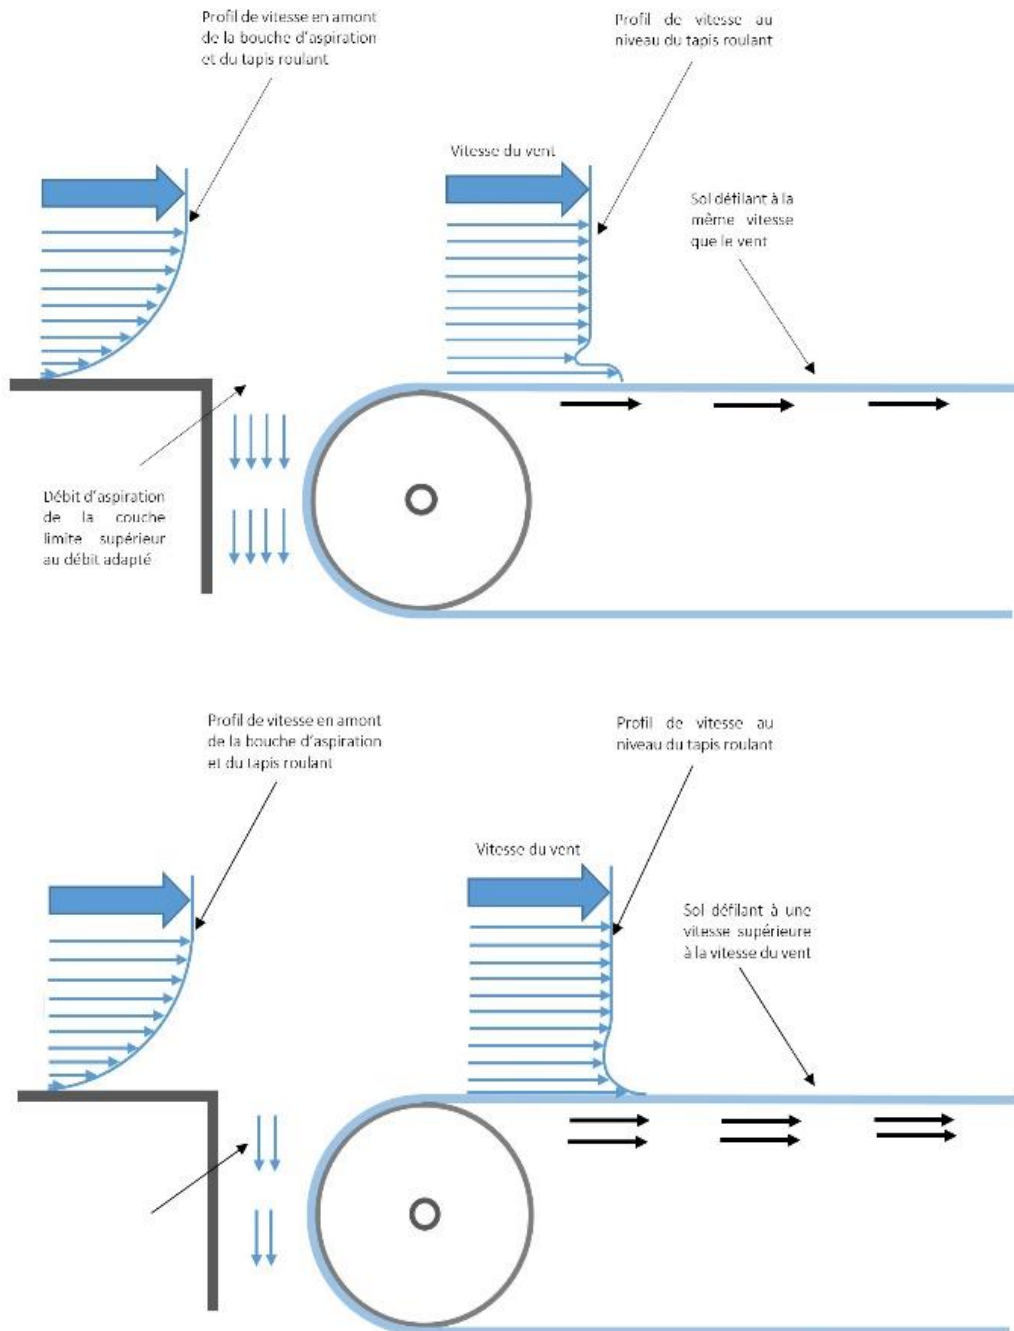 Profil de vitesse en amont
de la bouche d'aspiration
et du tapis roulant
Profil de vitesse au
niveau du tapis roulant
Vitesse du vent
Sol défilant à la
même vitesse
que le vent
Débit d'aspiration
de la couche
limite supérieur
au débit adapté
Profil de vitesse en amont
de la bouche d'aspiration
et du tapis roulant
Profil de vitesse au
niveau du tapis roulant
Vitesse du vent
Sol défilant à une
vitesse supérieure
à la vitesse du vent